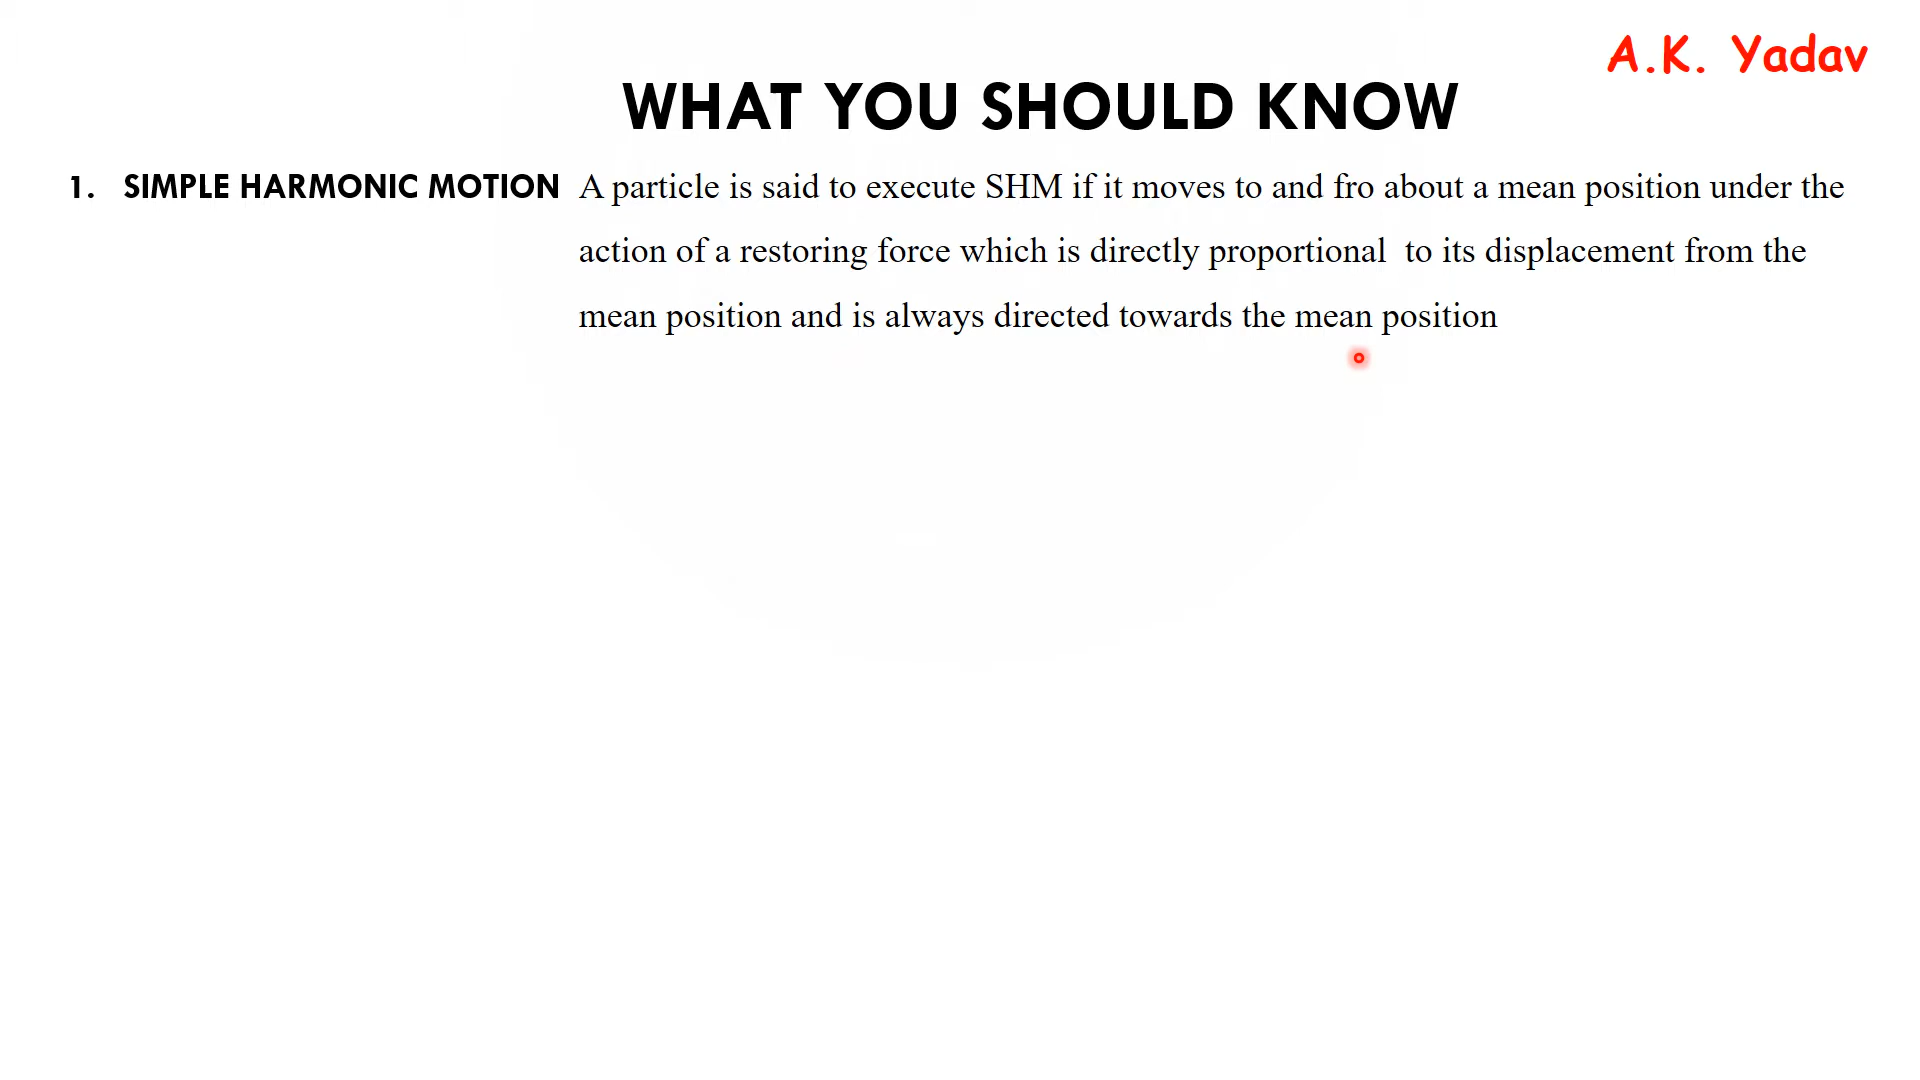 A.K. Yadav
WHAT YOU SHOULD KNOW
1. SIMPLE HARMONIC MOTION A particle is said to execute SHM if it moves to and fro about a mean position under the
action of a restoring force which is directly proportional to its displacement from the
mean position and is always directed towards the mean position